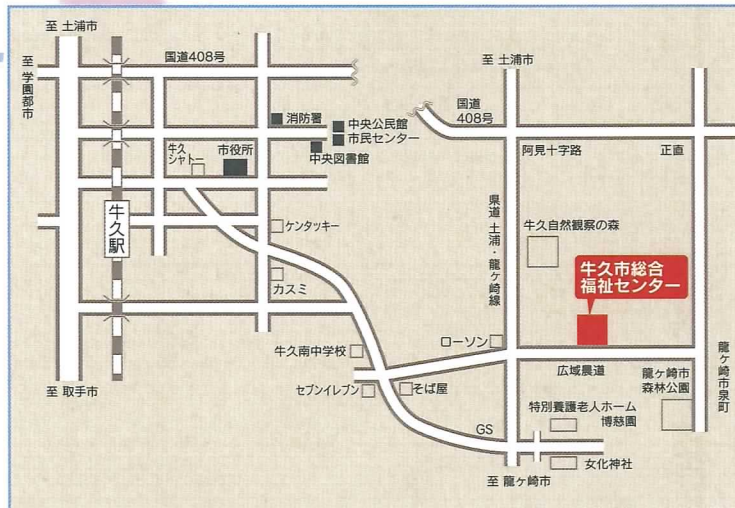 至 土浦市
国道408号
至 学園都市
至 土浦市
国道
408号
消防署
中央公民館
市民センター
中央図書館
牛久
シャトー
市役所
阿見十字路
正直
牛久駅
県道 土浦・龍ヶ崎線
牛久自然観察の森
ケンタッキー
牛久市総合
福祉センター
カスミ
ローソン
牛久南中学校
広域農道
龍ヶ崎市
森林公園
龍ヶ崎市泉町
至 取手市
セブンイレブン
そば屋
特別養護老人ホーム
博慈園
GS
女化神社
至 龍ヶ崎市